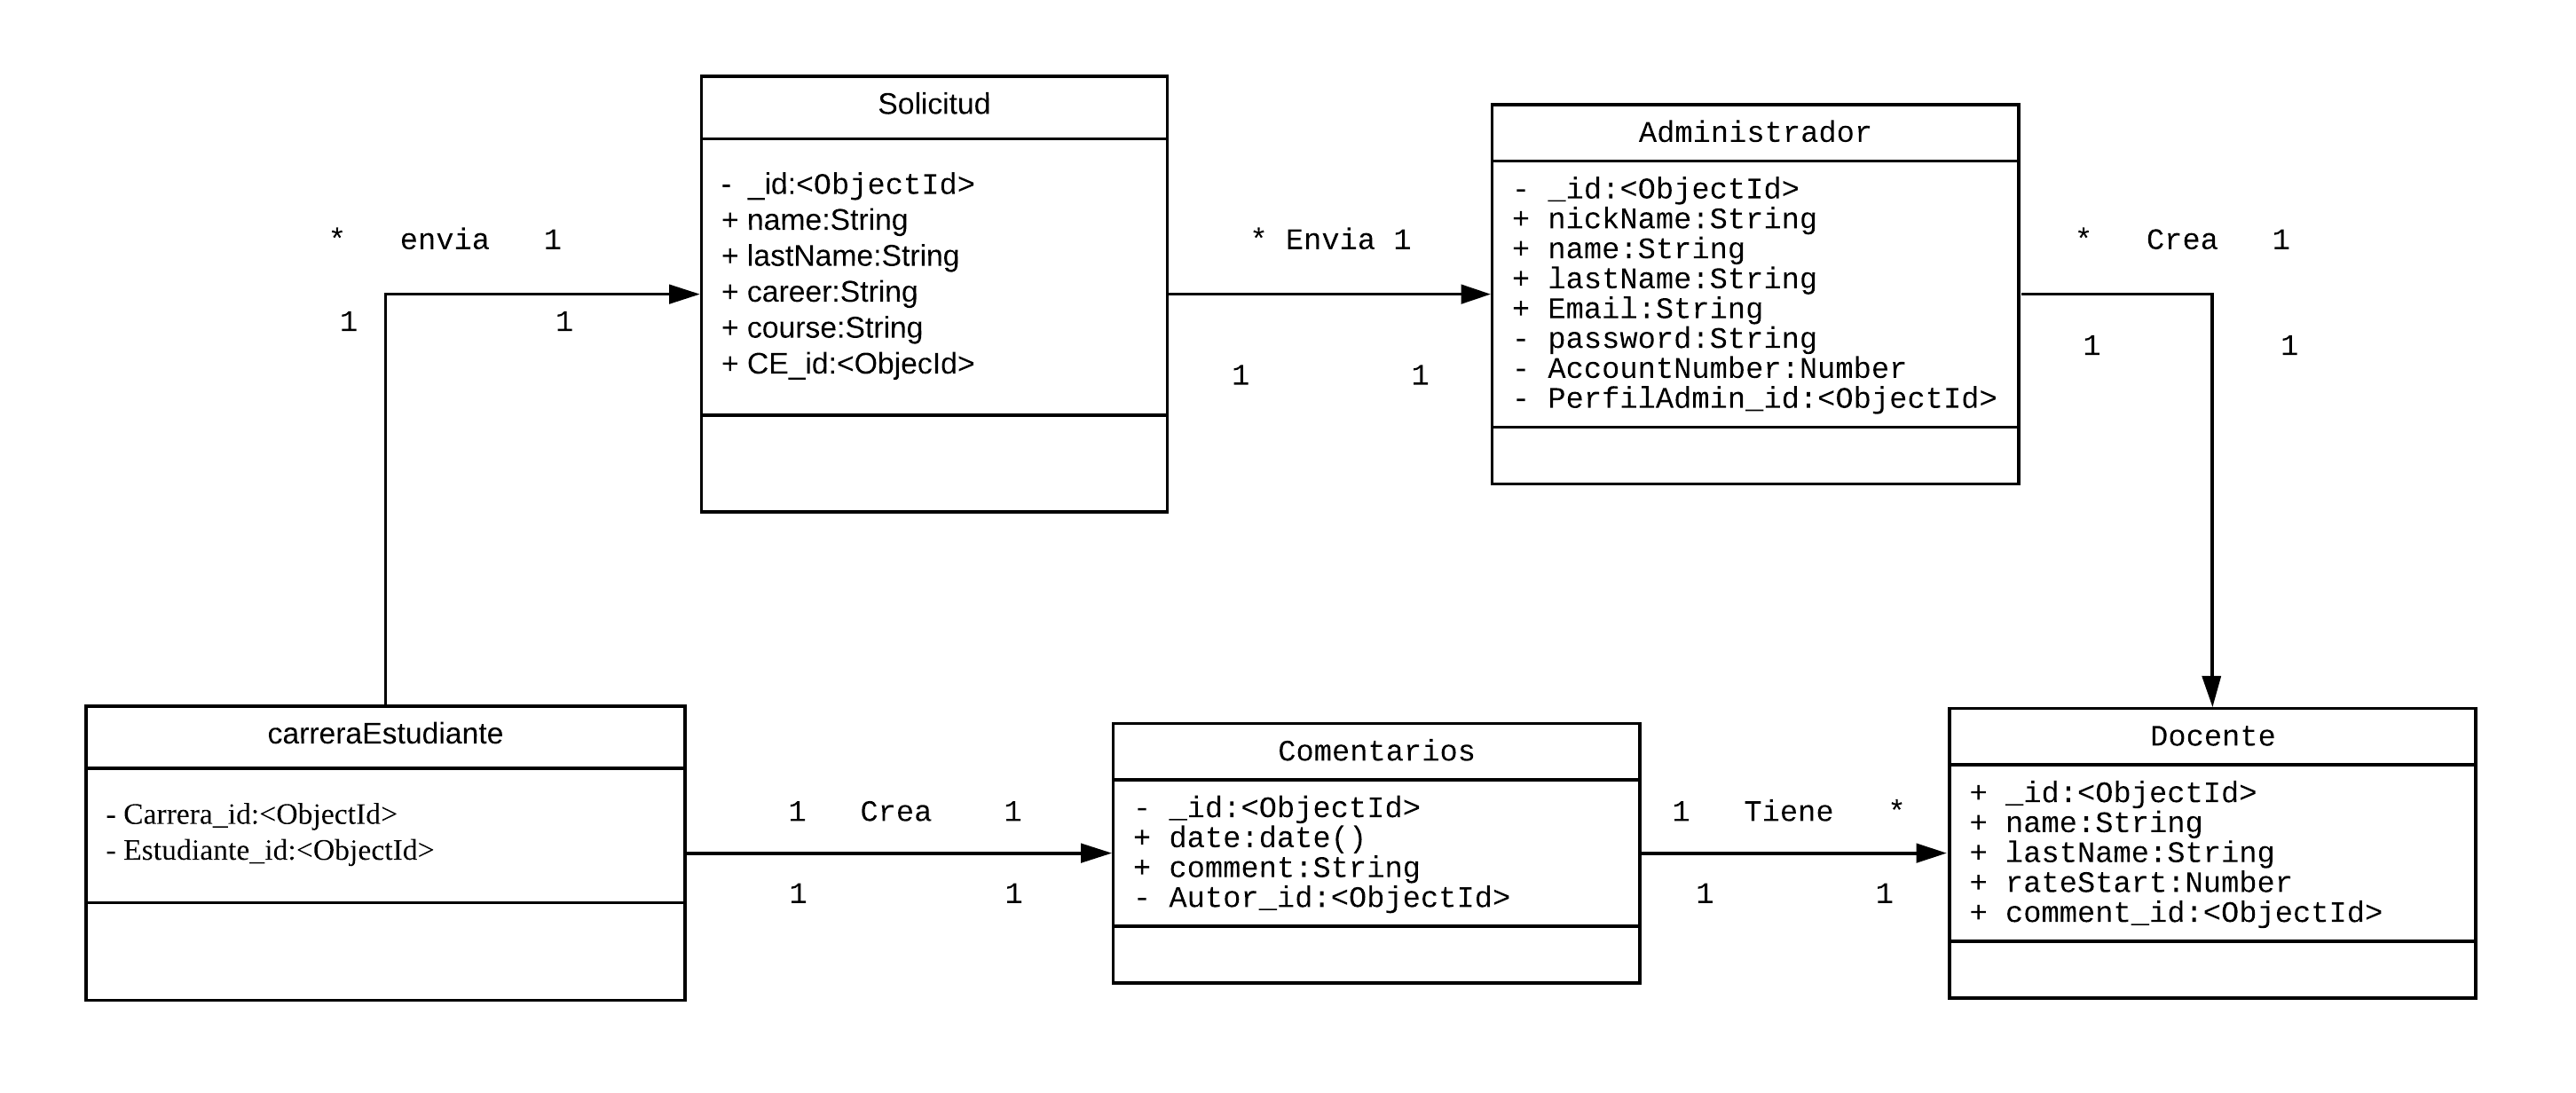 Solicitud
- _id:<ObjectId>
+ name:String
+ lastName:String
+ career:String
+ course:String
+ CE_id:<ObjecId>
Administrador
- _id:<ObjectId>
+ nickName:String
+ name:String
+ lastName:String
+ Email:String
- password:String
- AccountNumber:Number
- PerfilAdmin_id:<ObjectId>
* envia 1
1 1
* Envia 1
1 1
* Crea 1
1 1
carreraEstudiante
- Carrera_id:<ObjectId>
- Estudiante_id:<ObjectId>
1 Crea 1
1 1
Comentarios
- _id:<ObjectId>
+ date:date()
+ comment:String
- Autor_id:<ObjectId>
1 Tiene *
1 1
Docente
+ _id:<ObjectId>
+ name:String
+ lastName:String
+ rateStart:Number
+ comment_id:<ObjectId>